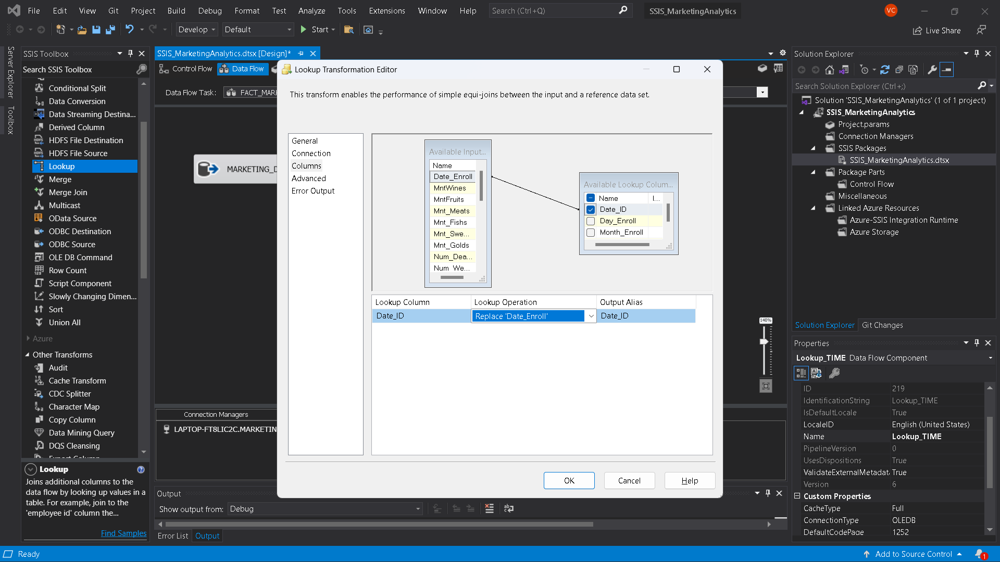 File Edit View Git Project Build Debug Format Test Analyze Tools Extensions Window Help Search (Ctrl+Q) SSIS_MarketingAnalytics VC
Develop Default Start Live Share
Server Explorer
Toolbox
SSIS Toolbox
Search SSIS Toolbox
Conditional Split
Data Conversion
Data Streaming Destina...
Derived Column
HDFS File Destination
HDFS File Source
Lookup
Merge
Merge Join
Multicast
OData Source
ODBC Destination
ODBC Source
OLE DB Command
Row Count
Script Component
Slowly Changing Dimen...
Sort
Union All
Azure
Other Transforms
Audit
Cache Transform
CDC Splitter
Character Map
Copy Column
Data Mining Query
DQS Cleansing
Export Column
Lookup
Joins additional columns to the
data flow by looking up values in a
table. For example, join to the
'employee id' column the...
Find Samples
SSIS_MarketingAnalytics.dtsx [Design]*
Control Flow Data Flow
Data Flow Task: FACT_MARK
MARKETING_D
140%
Connection Managers
LAPTOP-FT8LIC2C.MARKETIN
Output
Show output from: Debug
Error List Output
Lookup Transformation Editor
This transform enables the performance of simple equi-joins between the input and a reference data set.
General
Connection
Columns
Advanced
Error Output
Available Input...
Name
Date_Enroll
MntWines
MntFruits
Mnt_Meats
Mnt_Fishs
Mnt_Swe...
Mnt_Golds
Num_Dea...
Num_We...
Available Lookup Colum...
Name I...
Date_ID
Day_Enroll
Month_Enroll
Lookup Column Lookup Operation Output Alias
Date_ID Replace 'Date_Enroll' Date_ID
OK Cancel Help
Solution Explorer
Search Solution Explorer (Ctrl+;)
Solution 'SSIS_MarketingAnalytics' (1 of 1 project)
SSIS_MarketingAnalytics
Project.params
Connection Managers
SSIS Packages
SSIS_MarketingAnalytics.dtsx
Package Parts
Control Flow
Miscellaneous
Linked Azure Resources
Azure-SSIS Integration Runtime
Azure Storage
Solution Explorer Git Changes
Properties
Lookup_TIME Data Flow Component
ID 219
IdentificationString Lookup_TIME
IsDefaultLocale True
LocaleID English (United States)
Name Lookup_TIME
PipelineVersion 0
UsesDispositions True
ValidateExternalMetadat True
Version 6
Custom Properties
CacheType Full
ConnectionType OLEDB
DefaultCodePage 1252
Ready Add to Source Control 1